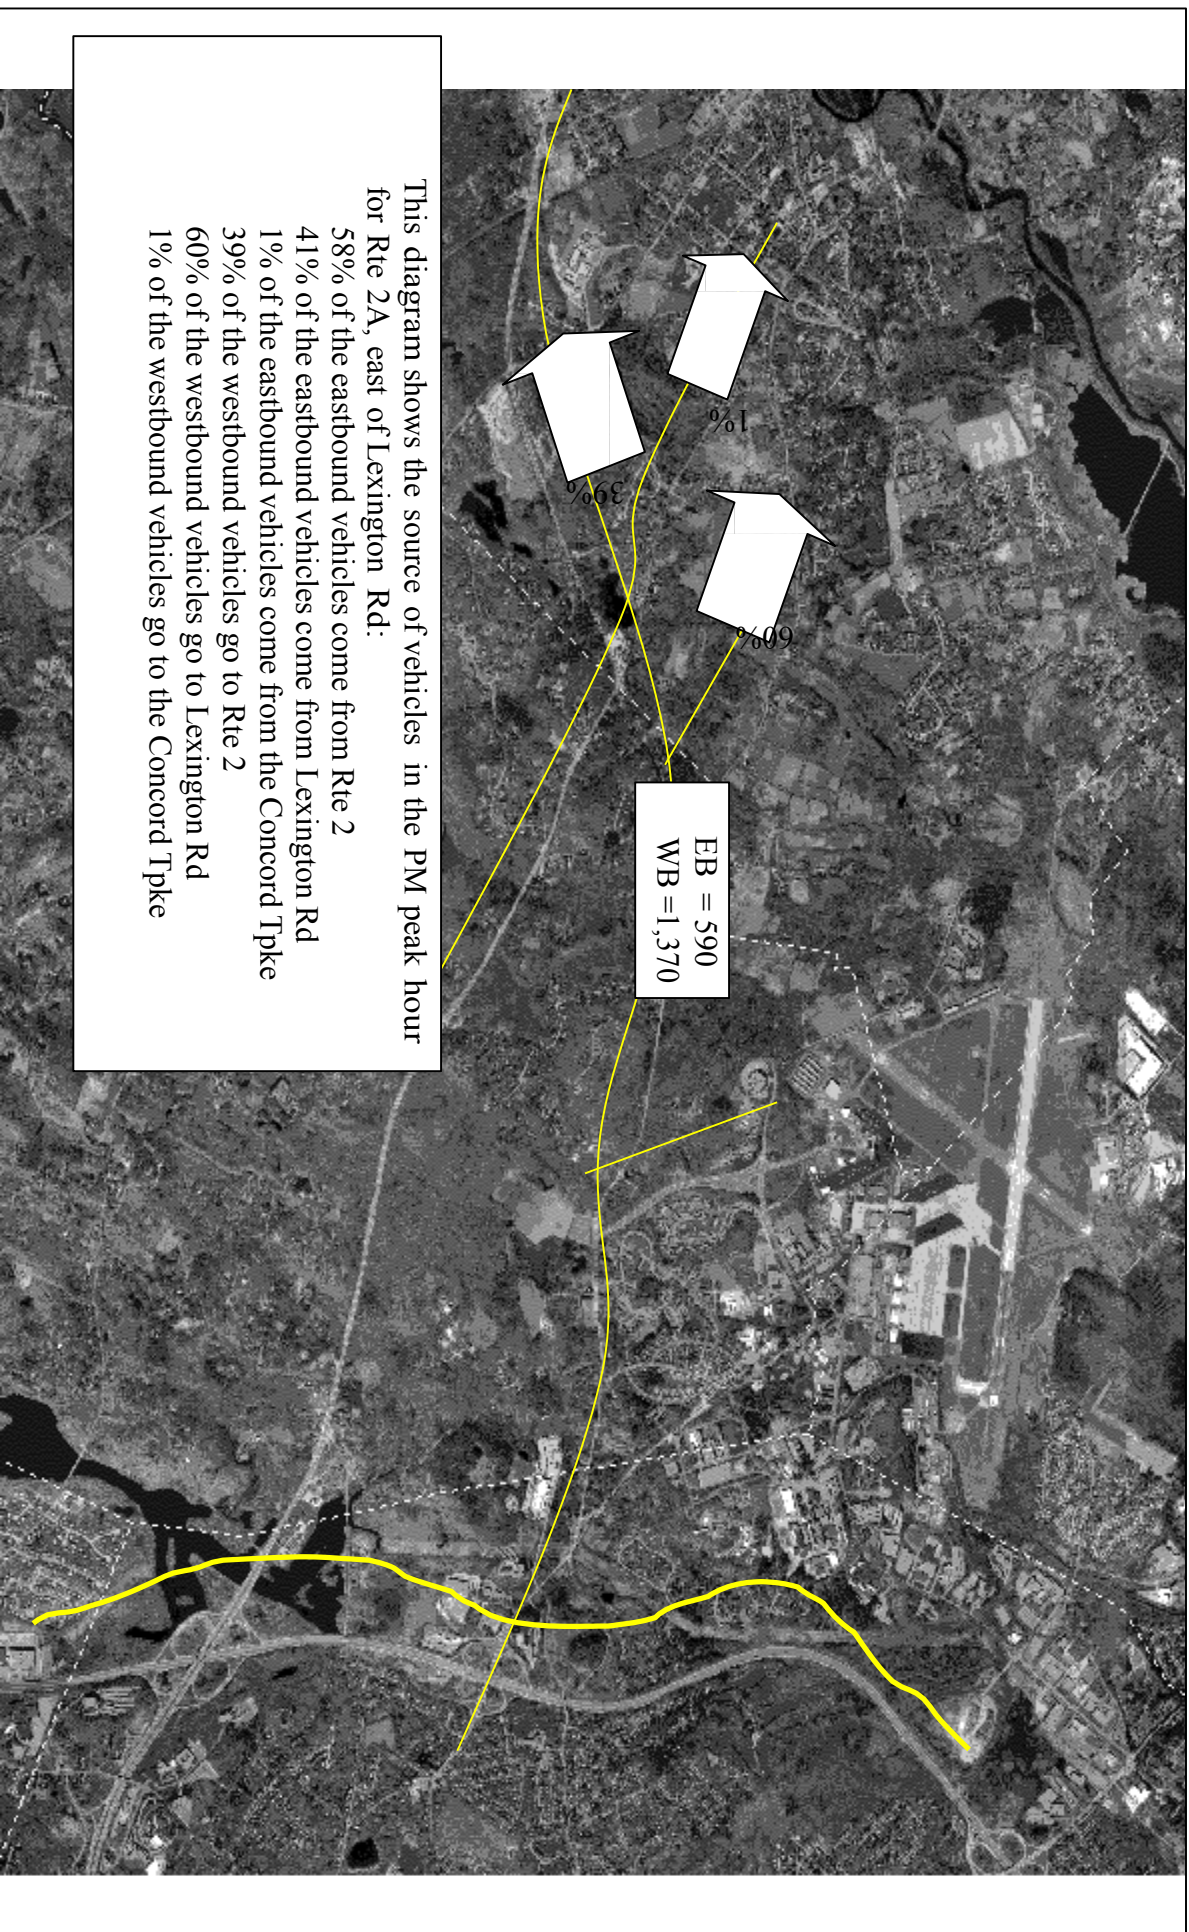 This diagram shows the source of vehicles in the PM peak hour
for Rte 2A, east of Lexington Rd:
58% of the eastbound vehicles come from Rte 2
41% of the eastbound vehicles come from Lexington Rd
1% of the eastbound vehicles come from the Concord Tpke
39% of the westbound vehicles go to Rte 2
60% of the westbound vehicles go to Lexington Rd
1% of the westbound vehicles go to the Concord Tpke
1%
39%
60%
EB = 590
WB =1,370